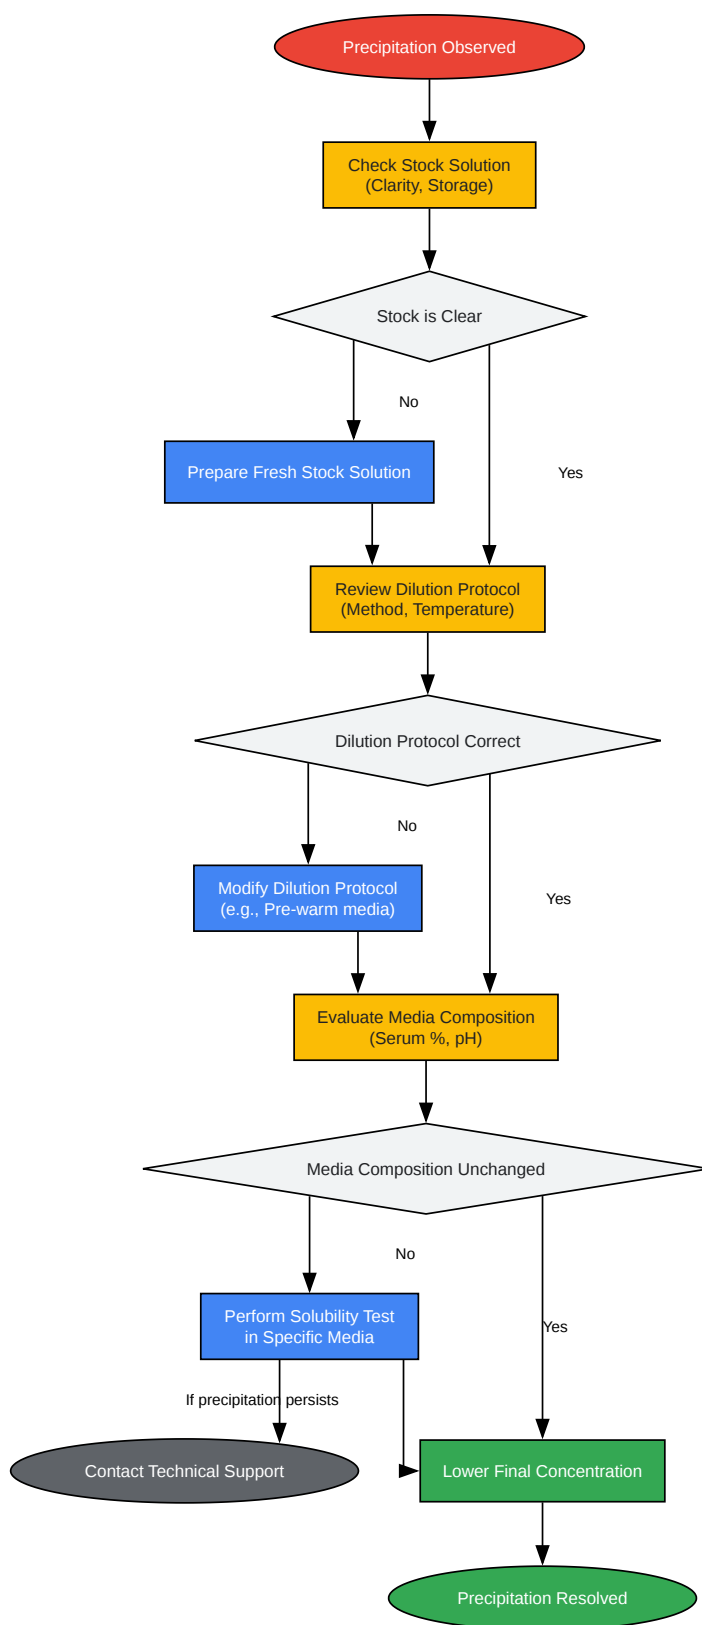 Precipitation Observed
Check Stock Solution
(Clarity, Storage)
Stock is Clear
No
Prepare Fresh Stock Solution
Yes
Review Dilution Protocol
(Method, Temperature)
Dilution Protocol Correct
No
Modify Dilution Protocol
(e.g., Pre-warm media)
Yes
Evaluate Media Composition
(Serum %, pH)
Media Composition Unchanged
No
Perform Solubility Test
in Specific Media
Yes
If precipitation persists
Contact Technical Support
Lower Final Concentration
Precipitation Resolved